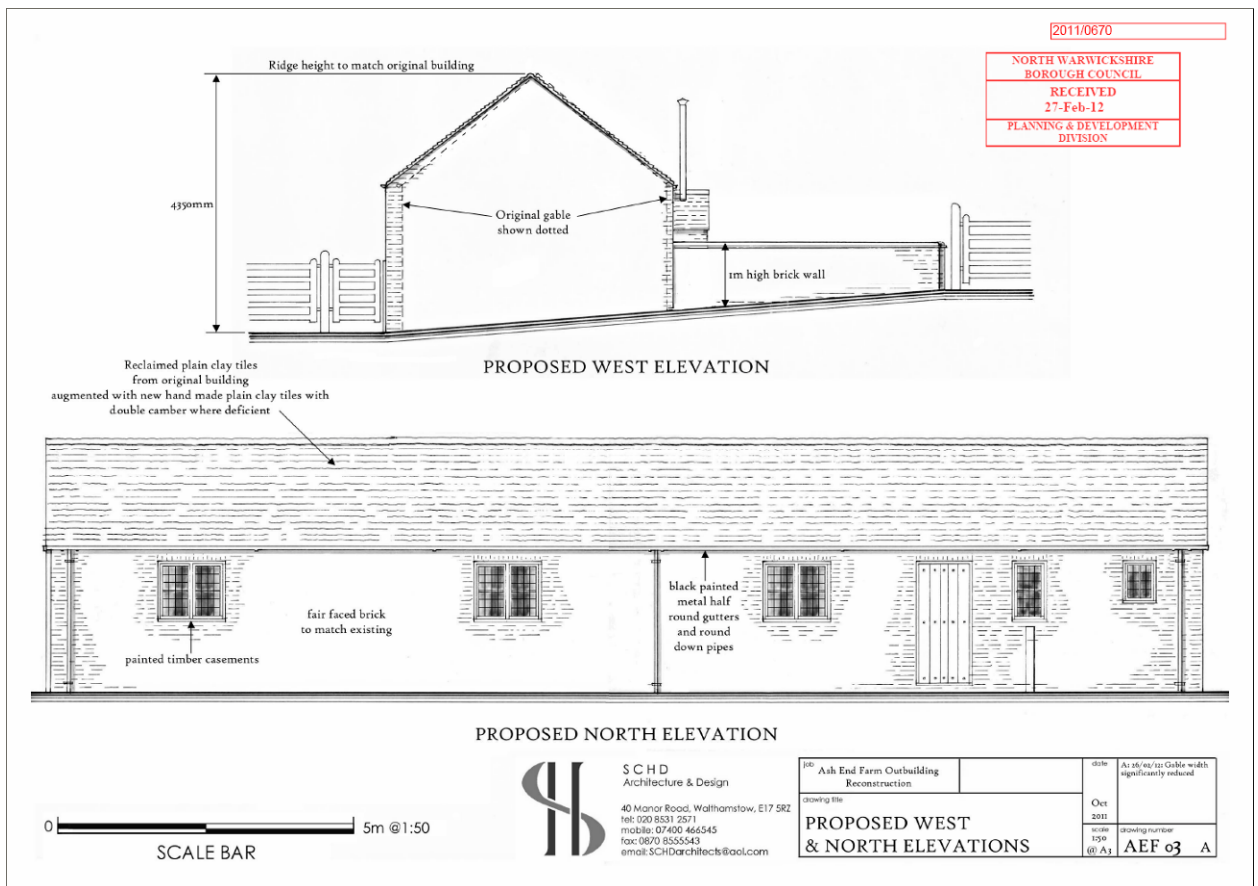 2011/0670
NORTH WARWICKSHIRE
BOROUGH COUNCIL
RECEIVED
27-Feb-12
PLANNING & DEVELOPMENT
DIVISION
Ridge height to match original building
4350mm
Original gable
shown dotted
1m high brick wall
PROPOSED WEST ELEVATION
Reclaimed plain clay tiles
from original building
augmented with new hand made plain clay tiles with
double camber where deficient
fair faced brick
to match existing
painted timber casements
black painted
metal half
round gutters
and round
down pipes
PROPOSED NORTH ELEVATION
0
5m @1:50
SCALE BAR
SCHD
Architecture & Design
40 Manor Road, Walthamstow, E17 5RZ
tel: 020 8531 2571
mobile: 07400 466545
fax: 0870 8555543
email: SCHDarchitects@aol.com
job
Ash End Farm Outbuilding
Reconstruction
drawing title
PROPOSED WEST
& NORTH ELEVATIONS
date
Oct
2011
A: 26/02/12: Gable width
significantly reduced
scale
1:50
@ A3
drawing number
AEF 03 A